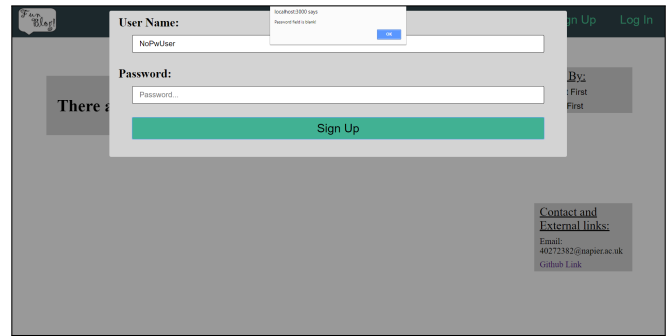 Fun
Blog!
User Name:
localhost:3000 says
Password field is blank!
OK
gn Up
Log In
NoPwUser
Password:
Password...
Sign Up
There a
By:
t First
First
Contact and
External links:
Email:
40272382@napier.ac.uk
Github Link